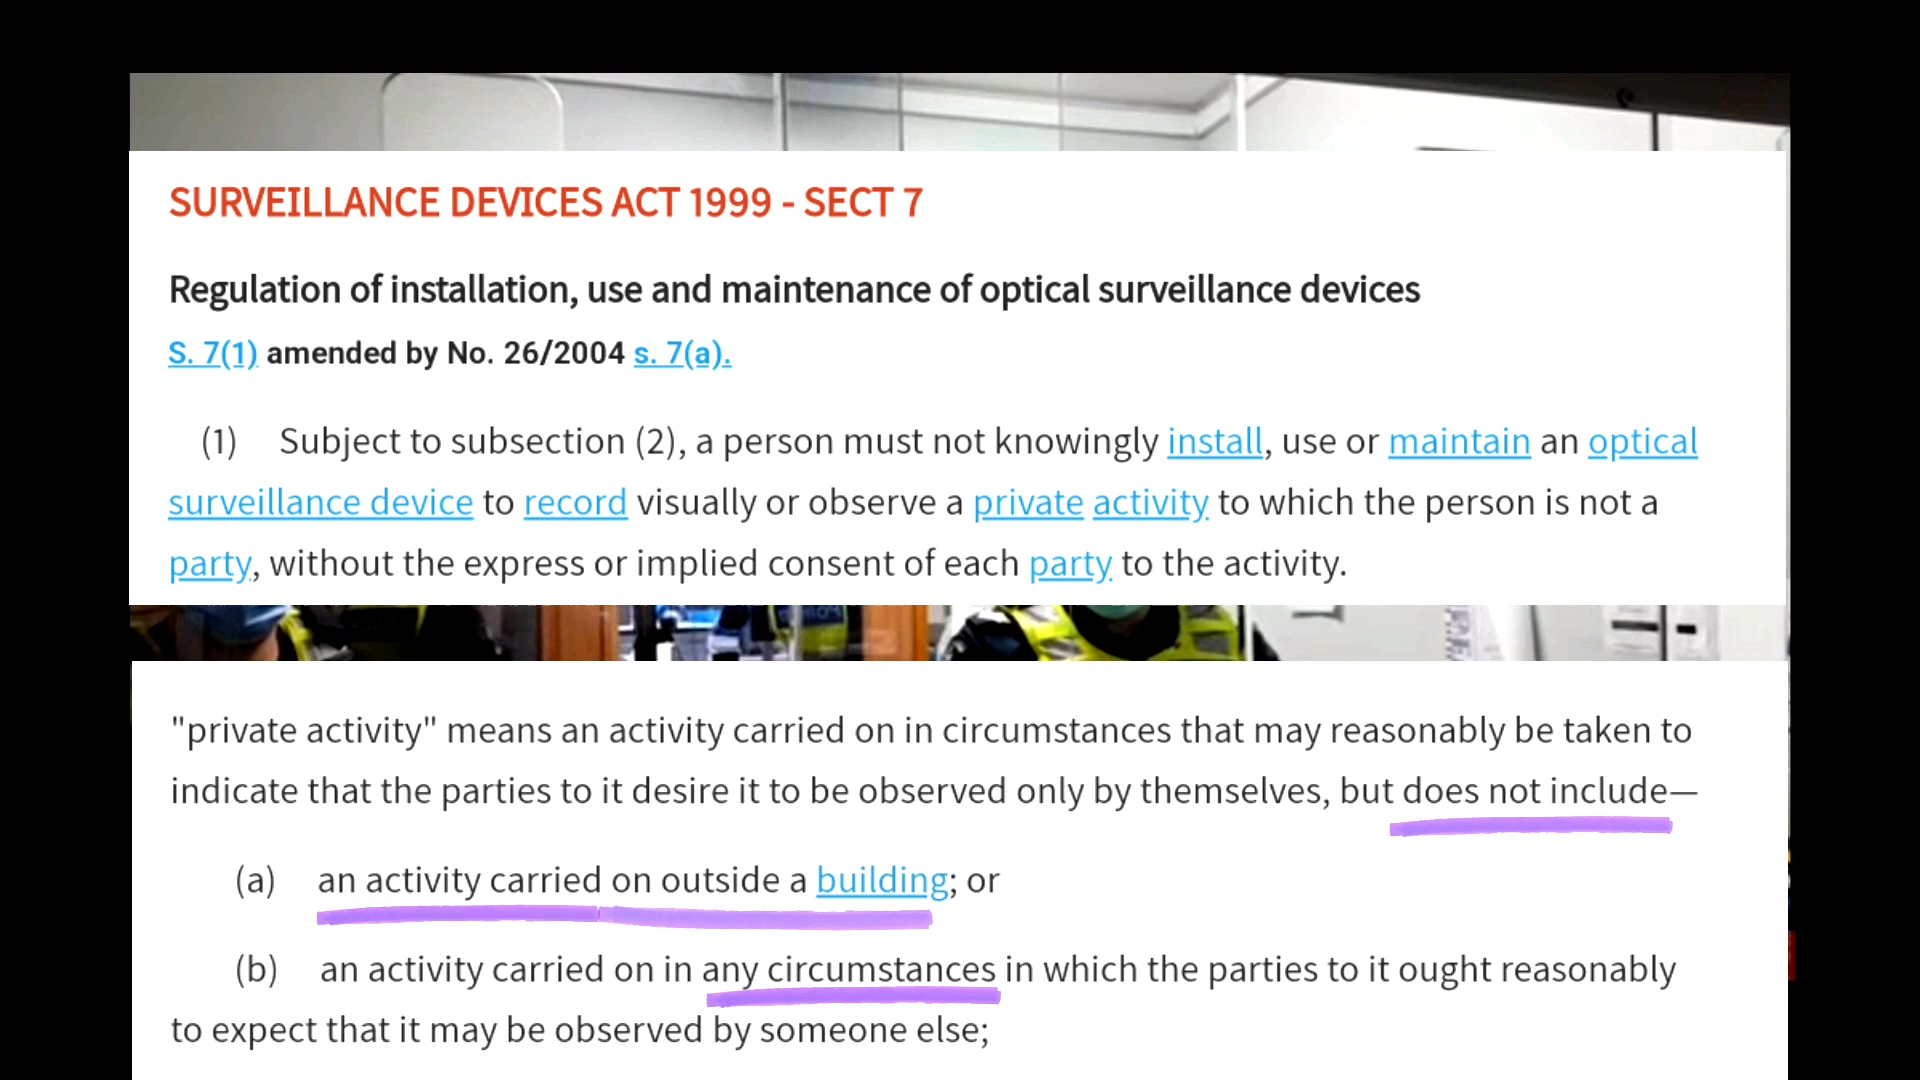 SURVEILLANCE DEVICES ACT 1999 - SECT 7
Regulation of installation, use and maintenance of optical surveillance devices
S. 7(1) amended by No. 26/2004 s. 7(a).
(1) Subject to subsection (2), a person must not knowingly install, use or maintain an optical
surveillance device to record visually or observe a private activity to which the person is not a
party, without the express or implied consent of each party to the activity.
"private activity" means an activity carried on in circumstances that may reasonably be taken to
indicate that the parties to it desire it to be observed only by themselves, but does not include—
(a) an activity carried on outside a building; or
(b) an activity carried on in any circumstances in which the parties to it ought reasonably
to expect that it may be observed by someone else;